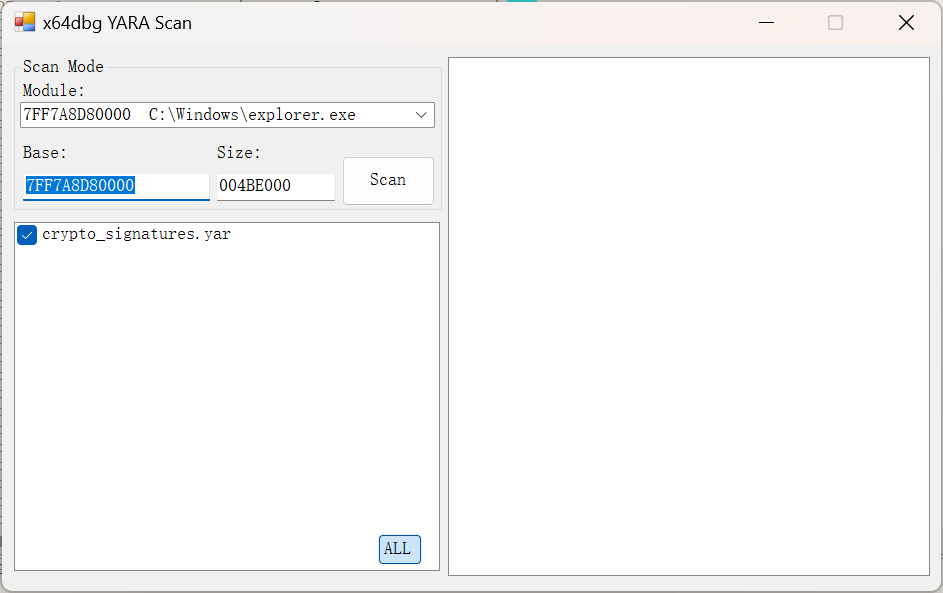 x64dbg YARA Scan
Scan Mode
Module:
7FF7A8D80000 C:\Windows\explorer.exe
Base: Size:
7FF7A8D80000 004BE000 Scan
crypto_signatures.yar
ALL